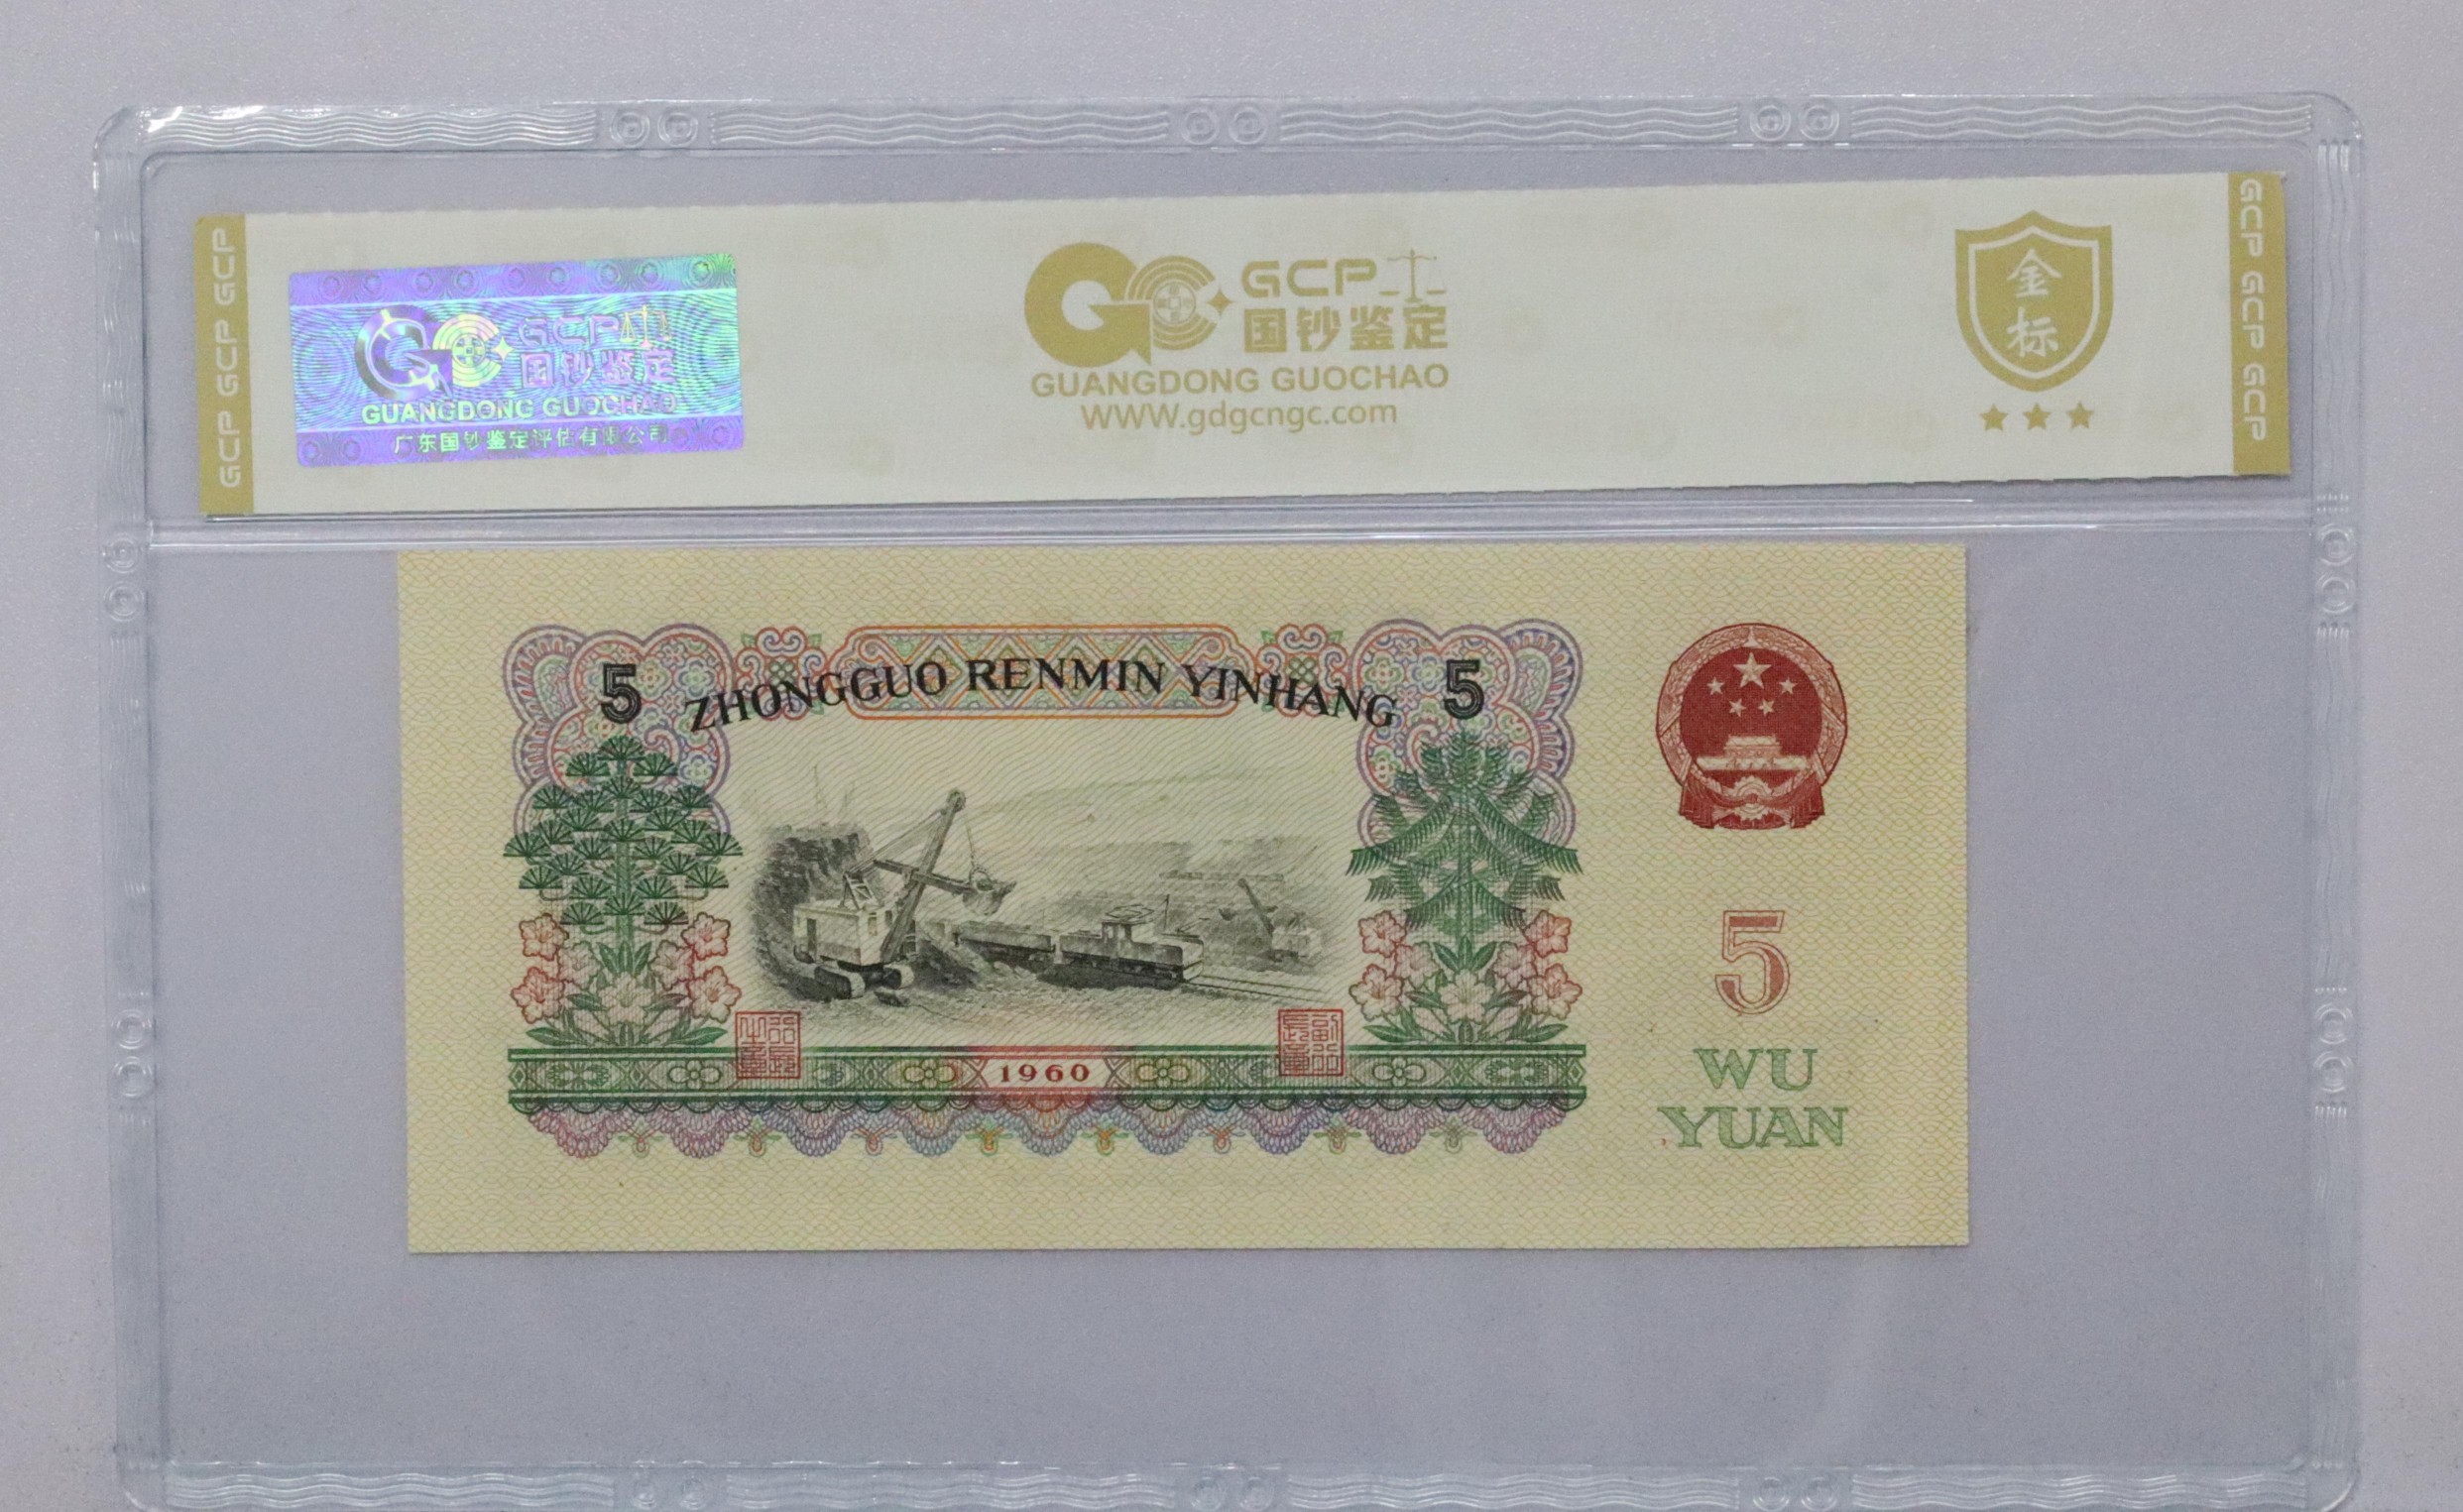 GCP GCP GCP
GCP
国钞鉴定
GUANGDONG GUOCHAO
广东国钞鉴定评估有限公司
GCP
国钞鉴定
GUANGDONG GUOCHAO
WWW.gdgcngc.com
金
标
GCP GCP GCP
5
ZHONGGUO RENMIN YINHANG
5
1960
5
WU
YUAN